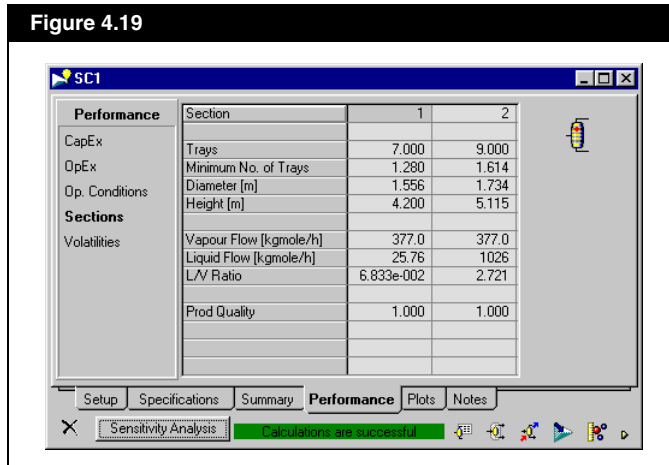 Figure 4.19
SC1
Performance
CapEx
OpEx
Op. Conditions
Sections
Volatilities
Section 1 2
Trays 7.000 9.000
Minimum No. of Trays 1.280 1.614
Diameter [m] 1.556 1.734
Height [m] 4.200 5.115
Vapour Flow [kgmole/h] 377.0 377.0
Liquid Flow [kgmole/h] 25.76 1026
L/V Ratio 6.833e-002 2.721
Prod Quality 1.000 1.000
Setup Specifications Summary Performance Plots Notes
Sensitivity Analysis Calculations are successful